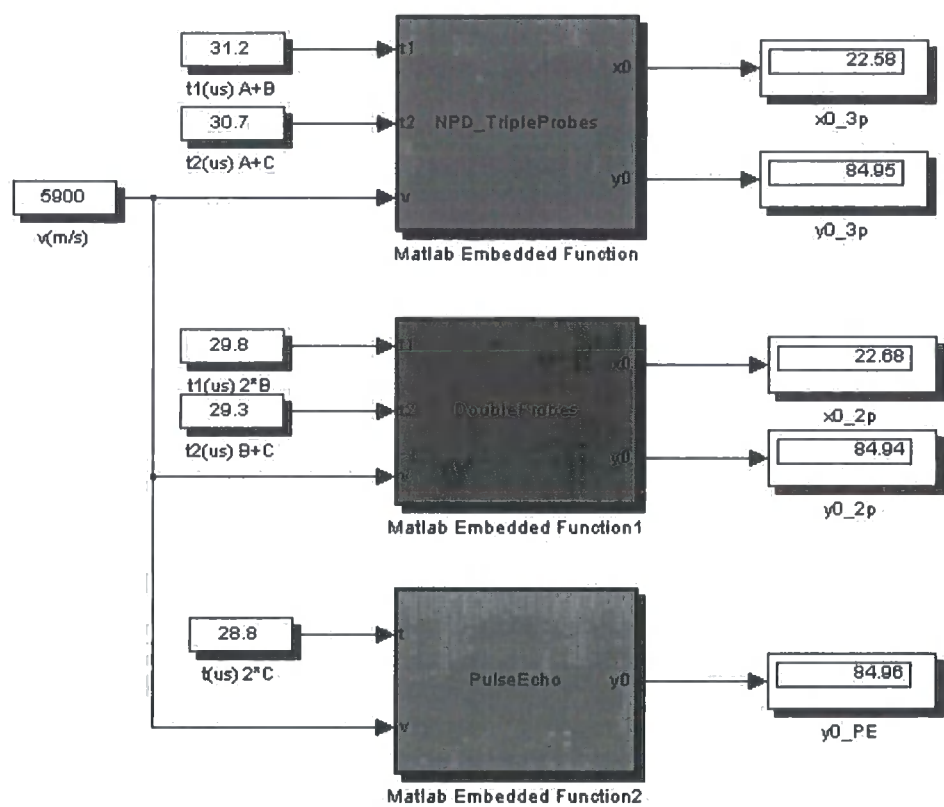 31.2
t1(us) A+B
30.7
t2(us) A+C
5900
v(m/s)
t1
t2
v
NPD_TripleProbes
x0
y0
Matlab Embedded Function
22.58
x0_3p
84.95
y0_3p
29.8
t1(us) 2*B
29.3
t2(us) B+C
t1
t2
v
DoubleProbes
x0
y0
Matlab Embedded Function1
22.68
x0_2p
84.94
y0_2p
28.8
t(us) 2*C
t
v
PulseEcho
y0
Matlab Embedded Function2
84.96
y0_PE